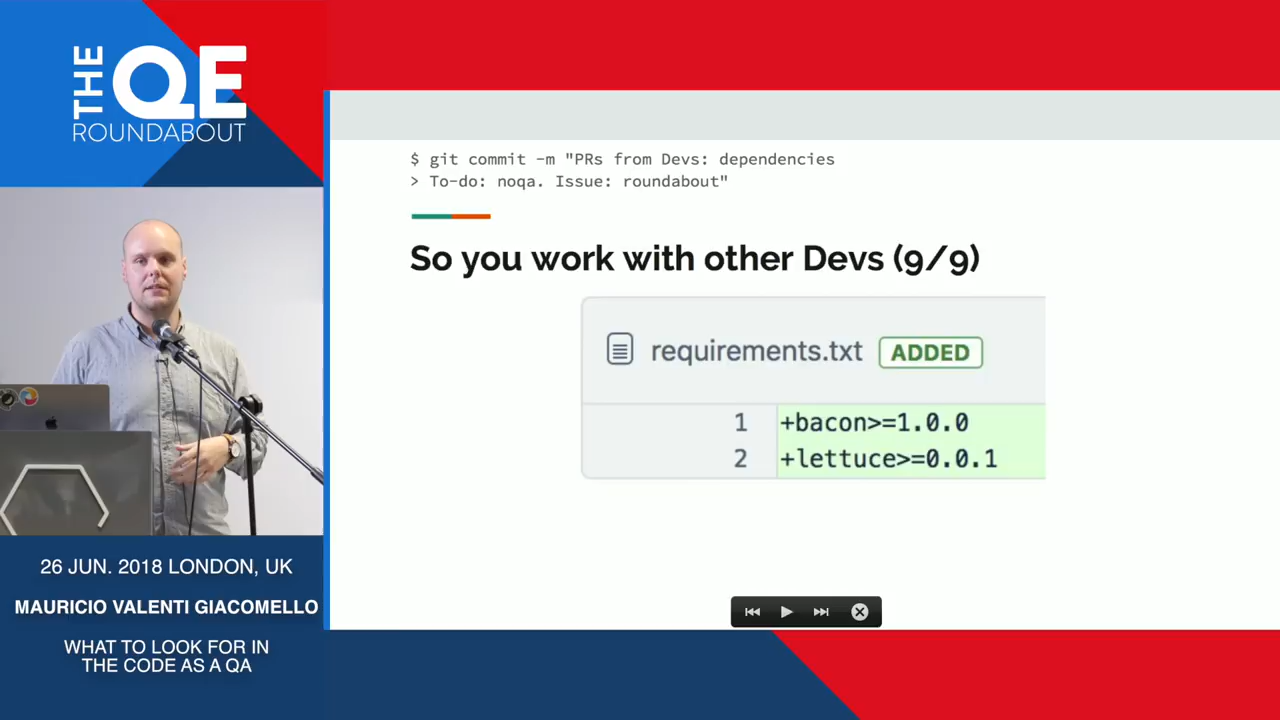 THE
QE
ROUNDABOUT
$ git commit -m "PRs from Devs: dependencies
> To-do: noqa. Issue: roundabout"
So you work with other Devs (9/9)
requirements.txt ADDED
1 +bacon>=1.0.0
2 +lettuce>=0.0.1
26 JUN. 2018 LONDON, UK
MAURICIO VALENTI GIACOMELLO
WHAT TO LOOK FOR IN
THE CODE AS A QA